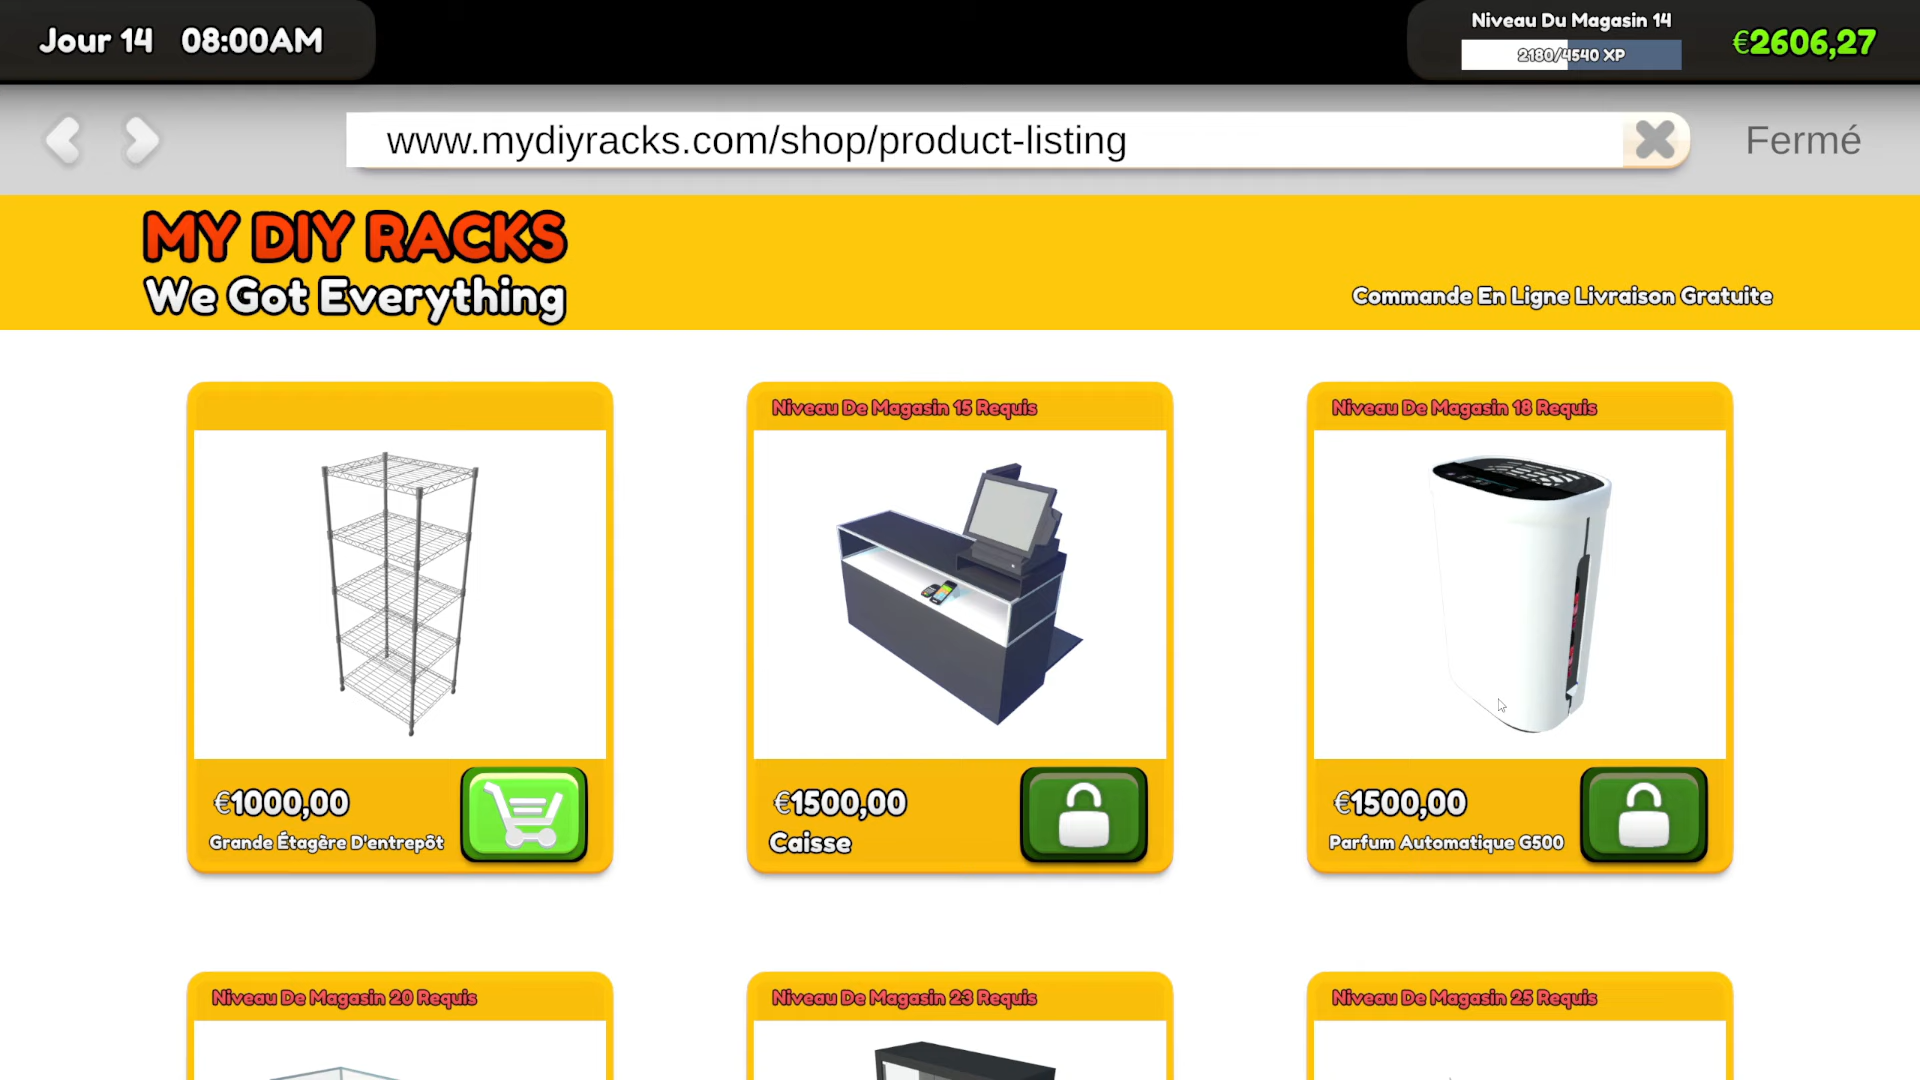 Jour 14 08:00AM
Niveau Du Magasin 14
2180/4540 XP
€2606,27
www.mydiyracks.com/shop/product-listing
Fermé
MY DIY RACKS
We Got Everything
Commande En Ligne Livraison Gratuite
€1000,00
Grande Étagère D'entrepôt
Niveau De Magasin 15 Requis
€1500,00
Caisse
Niveau De Magasin 18 Requis
€1500,00
Parfum Automatique G500
Niveau De Magasin 20 Requis
Niveau De Magasin 23 Requis
Niveau De Magasin 25 Requis